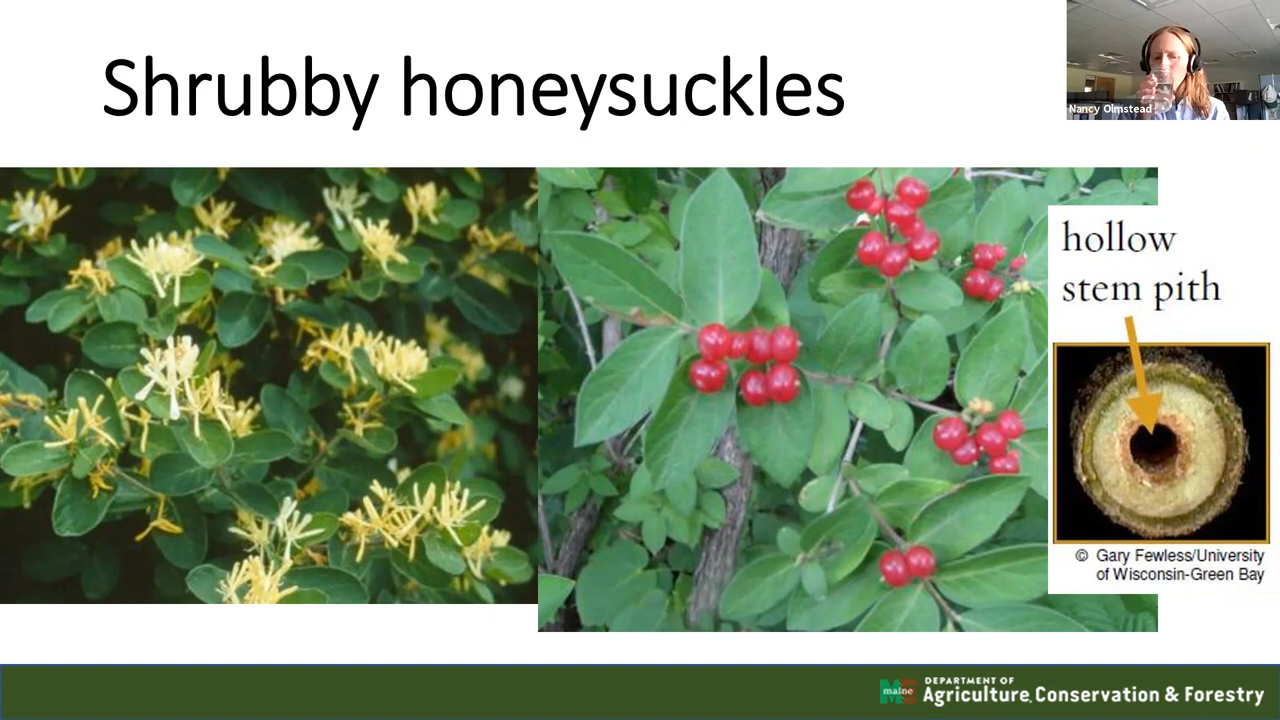 Shrubby honeysuckles
Nancy Olmstead
hollow
stem pith
© Gary Fewless/University
of Wisconsin-Green Bay
maine
DEPARTMENT OF
Agriculture, Conservation & Forestry